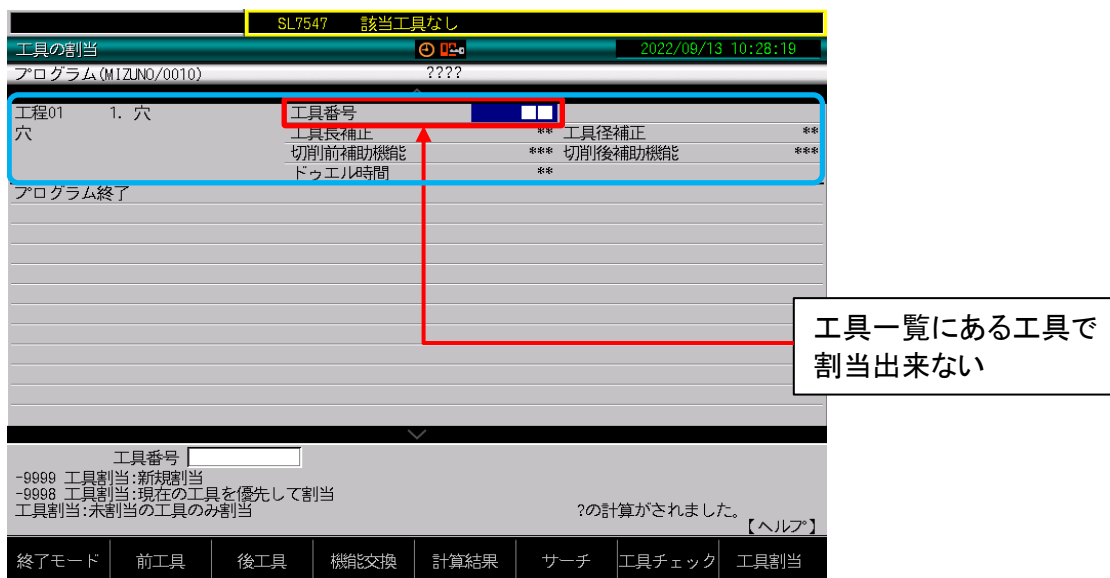 SL7547 該当工具なし
工具の割当 2022/09/13 10:28:19
プログラム(MIZUNO/0010) ????
工程01 1. 穴 工具番号
穴 工具長補正 ** 工具径補正 **
切削前補助機能 *** 切削後補助機能 ***
ドゥエル時間 **
プログラム終了
工具一覧にある工具で
割当出来ない
工具番号
-9999 工具割当:新規割当
-9998 工具割当:現在の工具を優先して割当
工具割当:未割当の工具のみ割当 ?の計算がされました。
【ヘルプ】
終了モード 前工具 後工具 機能交換 計算結果 サーチ 工具チェック 工具割当